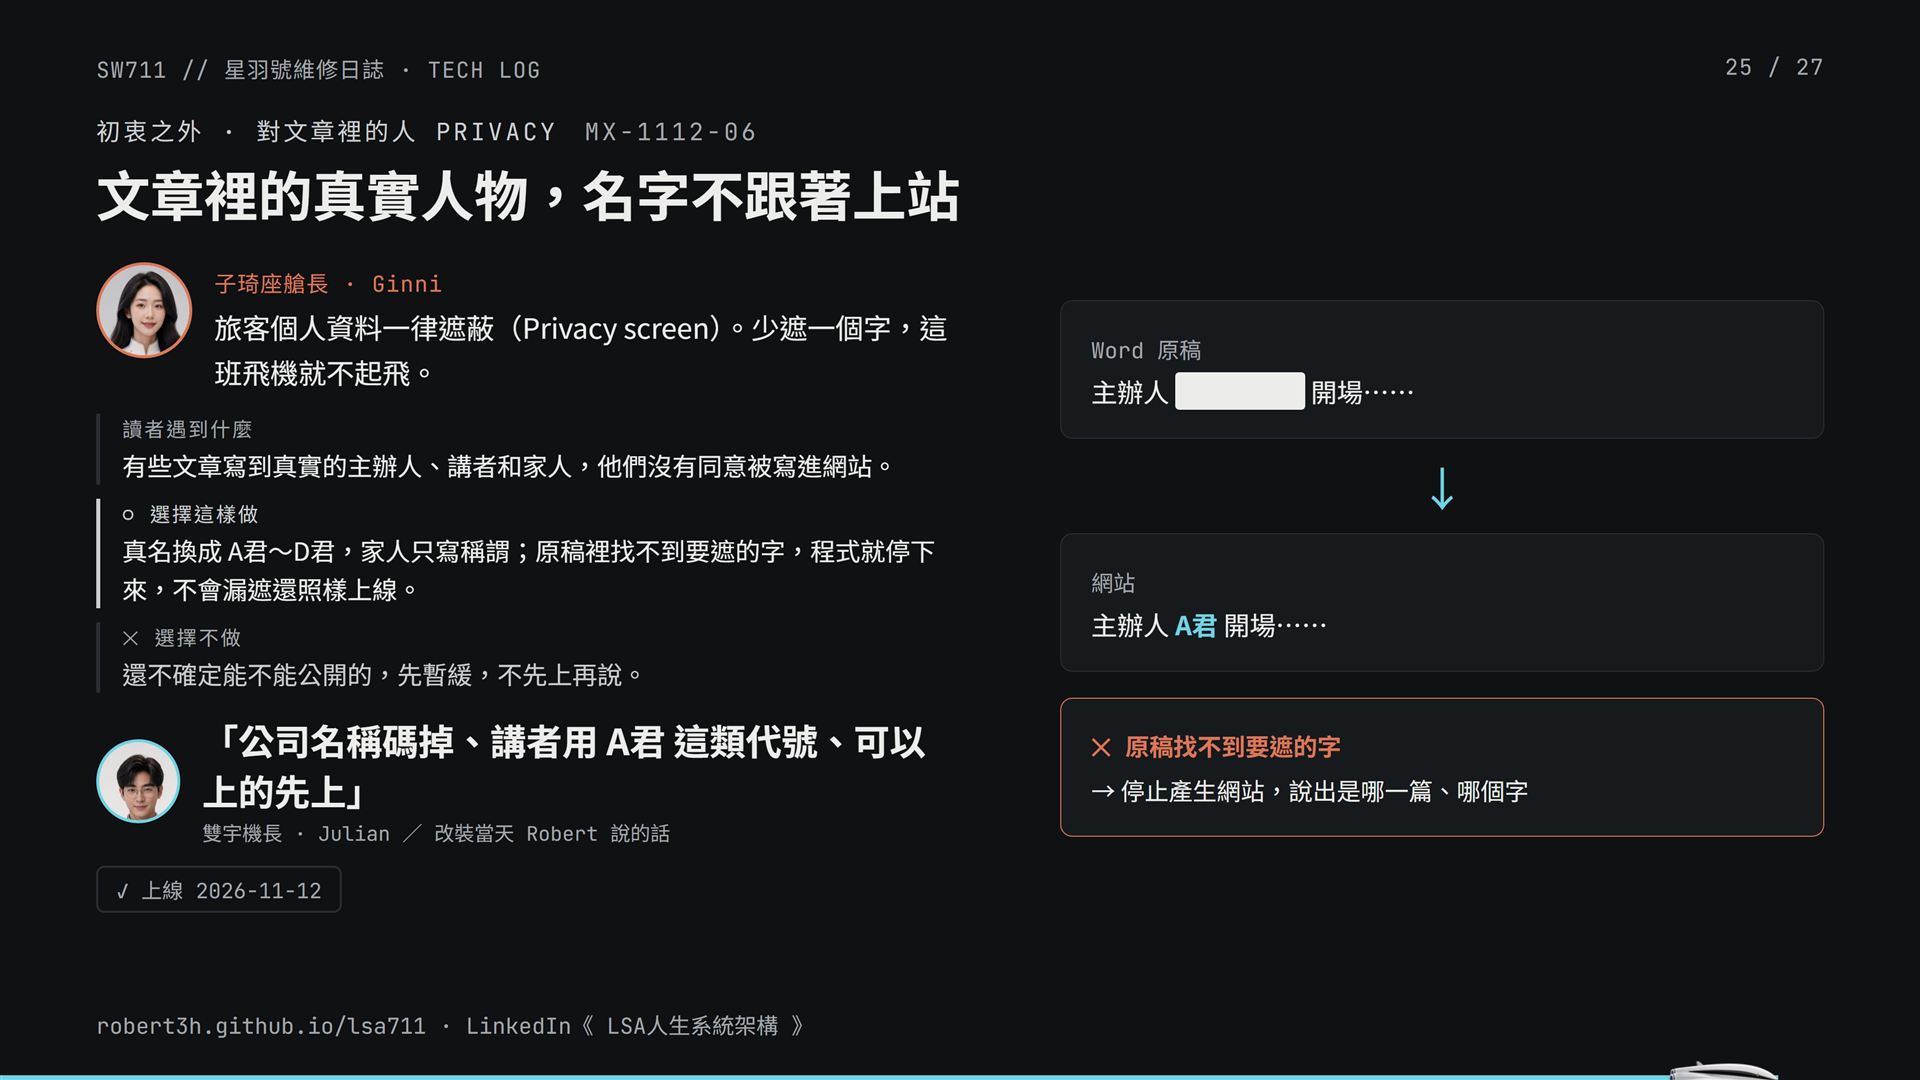 SW711 // 星羽號維修日誌 · TECH LOG
25 / 27
初衷之外 · 對文章裡的人 PRIVACY MX-1112-06
文章裡的真實人物，名字不跟著上站
子琦座艙長 · Ginni
旅客個人資料一律遮蔽（Privacy screen）。少遮一個字，這
班飛機就不起飛。
讀者遇到什麼
有些文章寫到真實的主辦人、講者和家人，他們沒有同意被寫進網站。
○ 選擇這樣做
真名換成 A君～D君，家人只寫稱謂；原稿裡找不到要遮的字，程式就停下
來，不會漏遮還照樣上線。
× 選擇不做
還不確定能不能公開的，先暫緩，不先上再說。
「公司名稱碼掉、講者用 A君 這類代號、可以
上的先上」
雙宇機長 · Julian ／ 改裝當天 Robert 說的話
✓ 上線 2026-11-12
Word 原稿
主辦人 開場⋯⋯
↓
網站
主辦人 A君 開場⋯⋯
× 原稿找不到要遮的字
→ 停止產生網站，說出是哪一篇、哪個字
robert3h.github.io/lsa711 · LinkedIn《 LSA人生系統架構 》